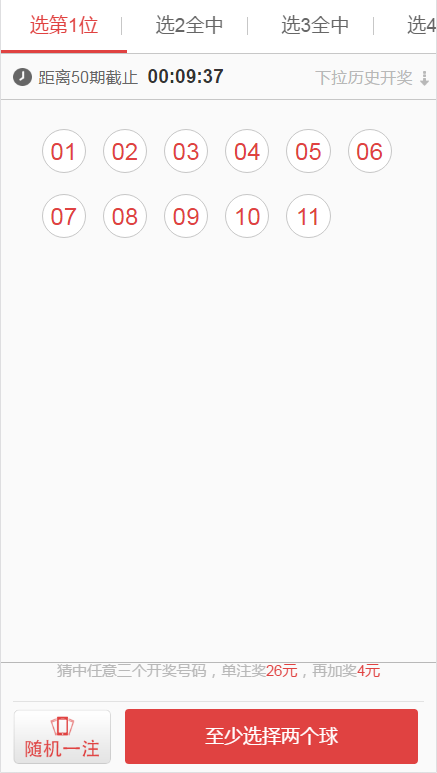 选第1位 选2全中 选3全中 选4
距离50期截止 00:09:37 下拉历史开奖
01 02 03 04 05 06
07 08 09 10 11
猜中任意三个开奖号码，单注奖26元，再加奖4元
随机一注 至少选择两个球